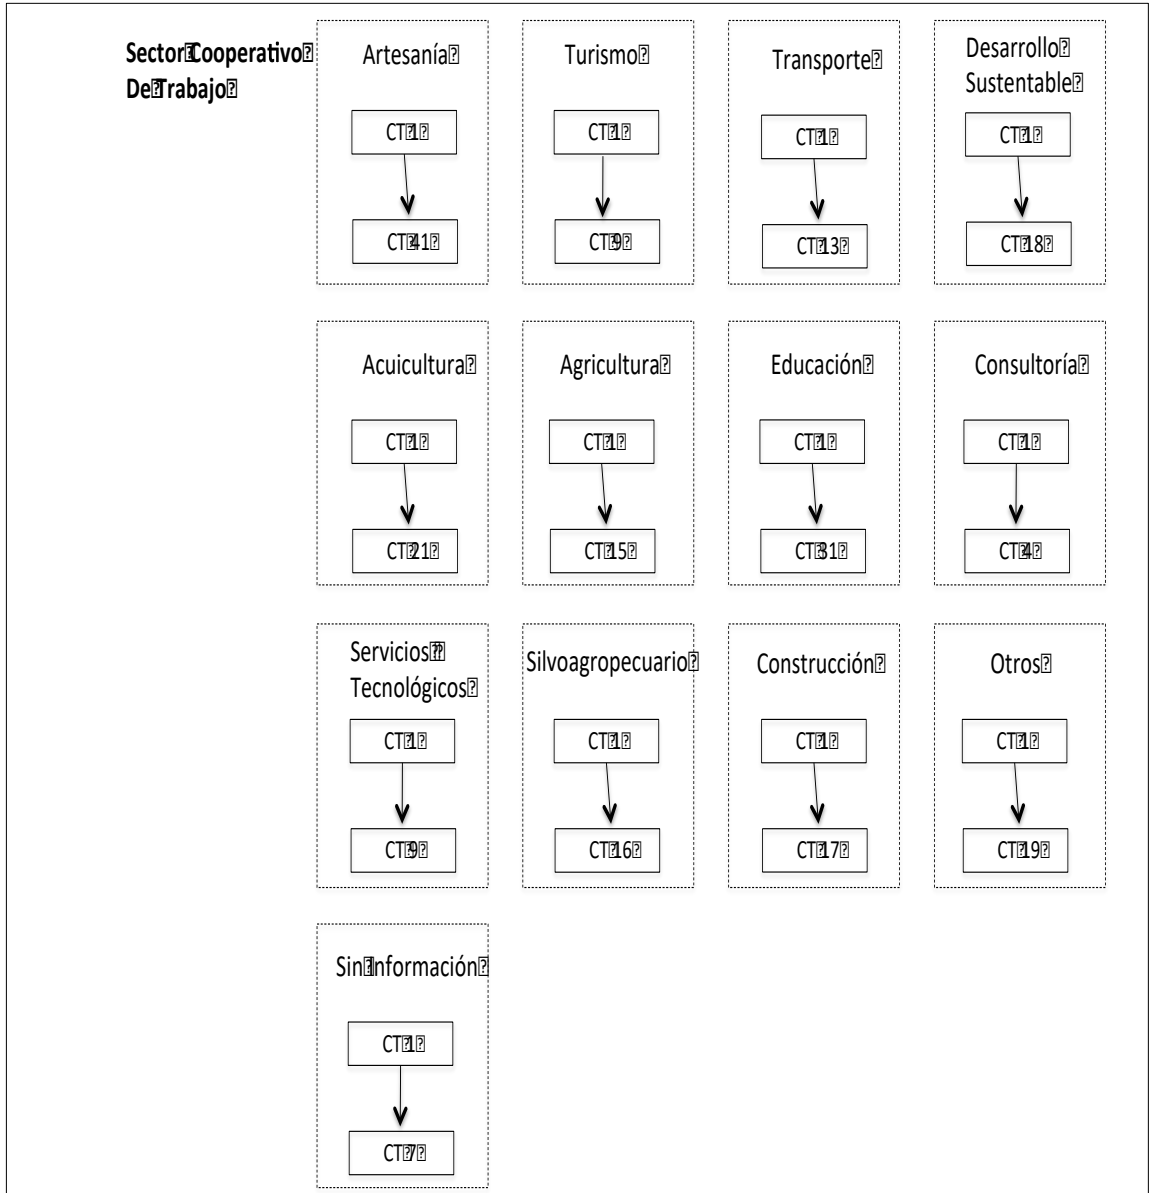 Sector Cooperativo
De Trabajo
Artesanía
CT 1
CT 41
Turismo
CT 1
CT 9
Transporte
CT 1
CT 13
Desarrollo
Sustentable
CT 1
CT 18
Acuicultura
CT 1
CT 21
Agricultura
CT 1
CT 15
Educación
CT 1
CT 31
Consultoría
CT 1
CT 4
Servicios
Tecnológicos
CT 1
CT 9
Silvoagropecuario
CT 1
CT 16
Construcción
CT 1
CT 17
Otros
CT 1
CT 19
Sin Información
CT 1
CT 7